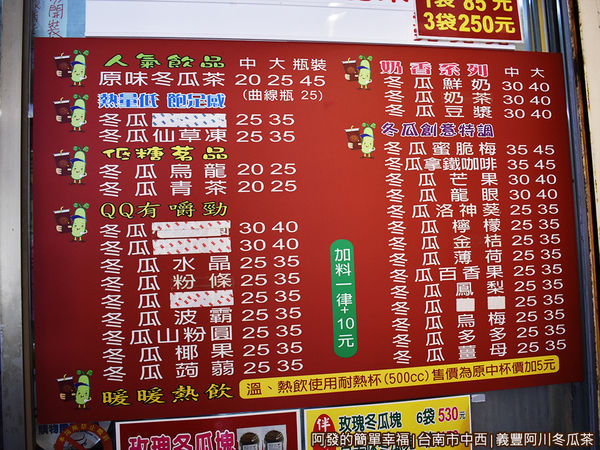 1袋 85元
3袋250元
人氣飲品 中 大 瓶裝
原味冬瓜茶 20 25 45
(曲線瓶 25)
熱量低 飽足感
冬瓜 25 35
冬瓜仙草凍 25 35
低糖茗品
冬瓜烏龍 20 25
冬瓜青茶 20 25
QQ有嚼勁
冬瓜 30 40
冬瓜 30 40
冬瓜水晶 25 35
冬瓜粉條 25 35
冬瓜 25 35
冬瓜波霸 25 35
冬瓜山粉圓 25 35
冬瓜椰果 25 35
冬瓜蒟蒻 25 35
暖暖熱飲
溫、熱飲使用耐熱杯(500cc)售價為原中杯價加5元
加料一律+10元
奶香系列 中 大
冬瓜鮮奶 30 40
冬瓜奶茶 30 40
冬瓜豆漿 30 40
冬瓜創意特調
冬瓜蜜脆梅 35 45
冬瓜拿鐵咖啡 35 45
冬瓜芒果 30 40
冬瓜龍眼 30 40
冬瓜洛神葵 25 35
冬瓜檸檬 25 35
冬瓜金桔 25 35
冬瓜薄荷 25 35
冬瓜百香果 25 35
冬瓜鳳梨 25 35
冬瓜 25 35
冬瓜烏梅 25 35
冬瓜多多 25 35
冬瓜薑母 25 35
玫瑰冬瓜塊
伴
玫瑰冬瓜塊 6袋 530元
阿發的簡單幸福|台南市中西|義豐阿川冬瓜茶